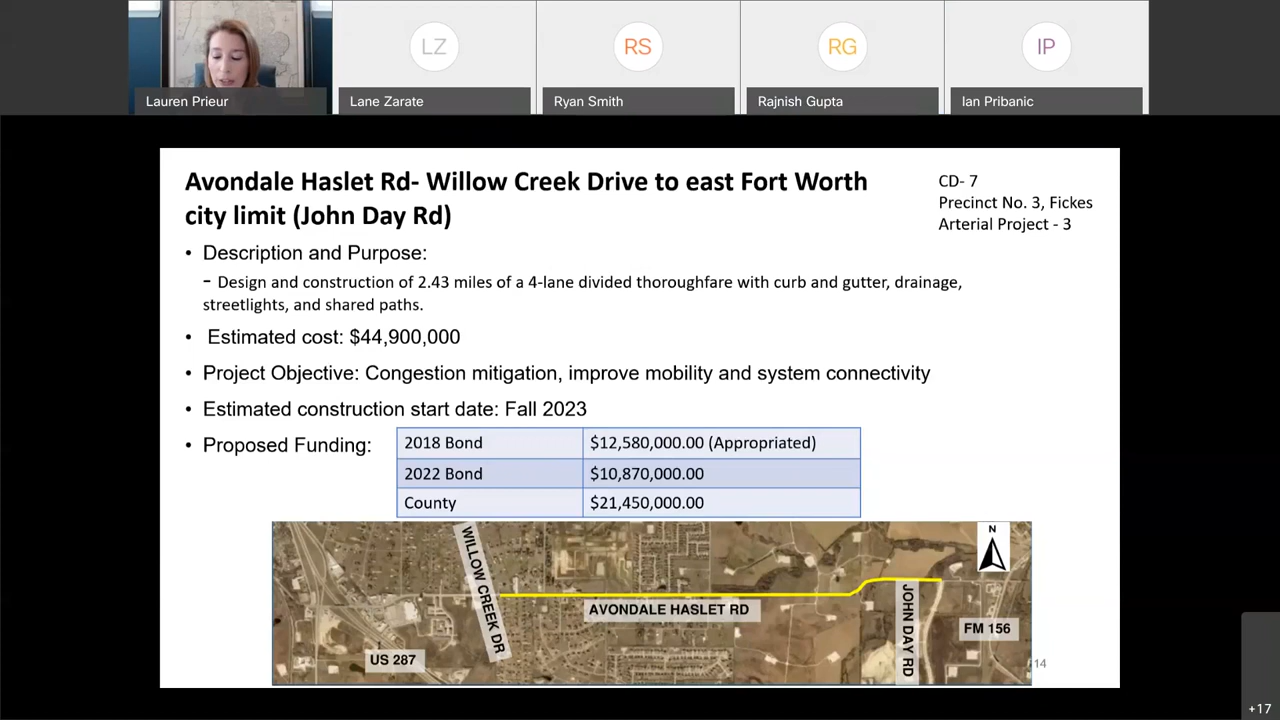 LZ
RS
RG
IP
Lauren Prieur
Lane Zarate
Ryan Smith
Rajnish Gupta
Ian Pribanic
Avondale Haslet Rd- Willow Creek Drive to east Fort Worth
city limit (John Day Rd)
CD- 7
Precinct No. 3, Fickes
Arterial Project - 3
• Description and Purpose:
– Design and construction of 2.43 miles of a 4-lane divided thoroughfare with curb and gutter, drainage,
streetlights, and shared paths.
• Estimated cost: $44,900,000
• Project Objective: Congestion mitigation, improve mobility and system connectivity
• Estimated construction start date: Fall 2023
• Proposed Funding:
2018 Bond $12,580,000.00 (Appropriated)
2022 Bond $10,870,000.00
County $21,450,000.00
N
WILLOW CREEK DR
AVONDALE HASLET RD
JOHN DAY RD
FM 156
US 287
14
+17